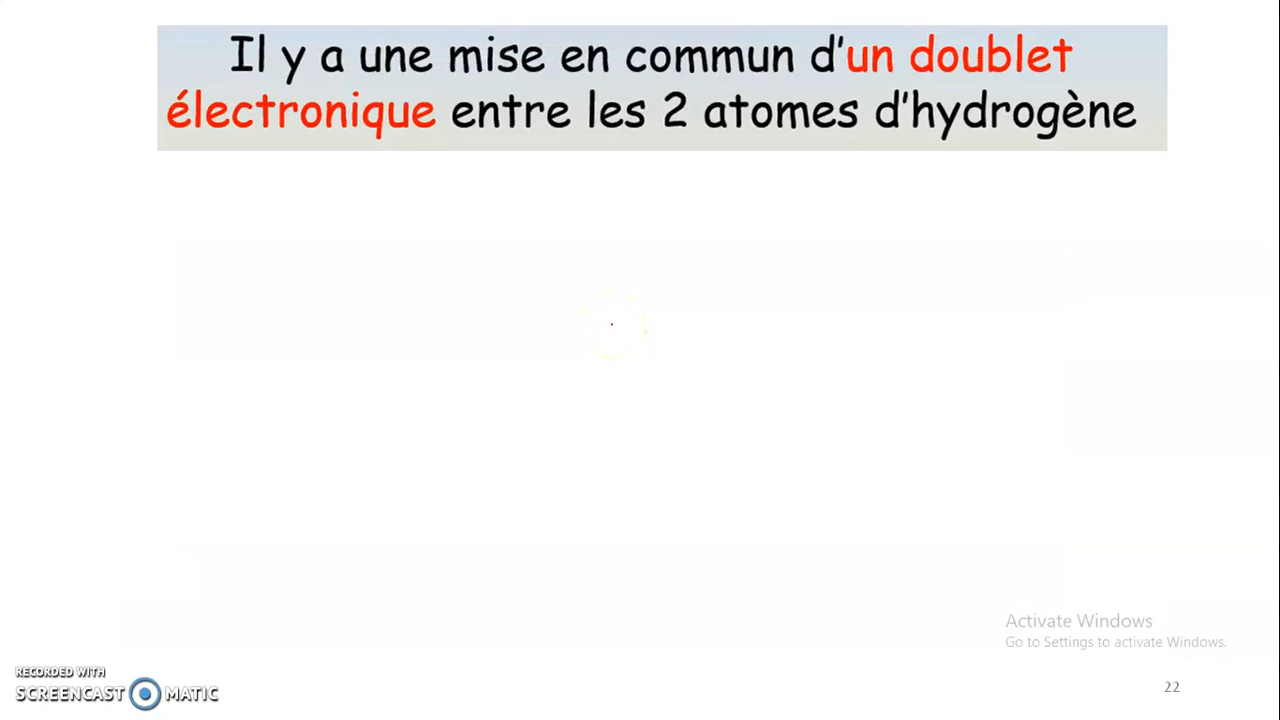 Il y a une mise en commun d'un doublet
électronique entre les 2 atomes d'hydrogène
Activate Windows
Go to Settings to activate Windows.
RECORDED WITH
SCREENCAST MATIC
22